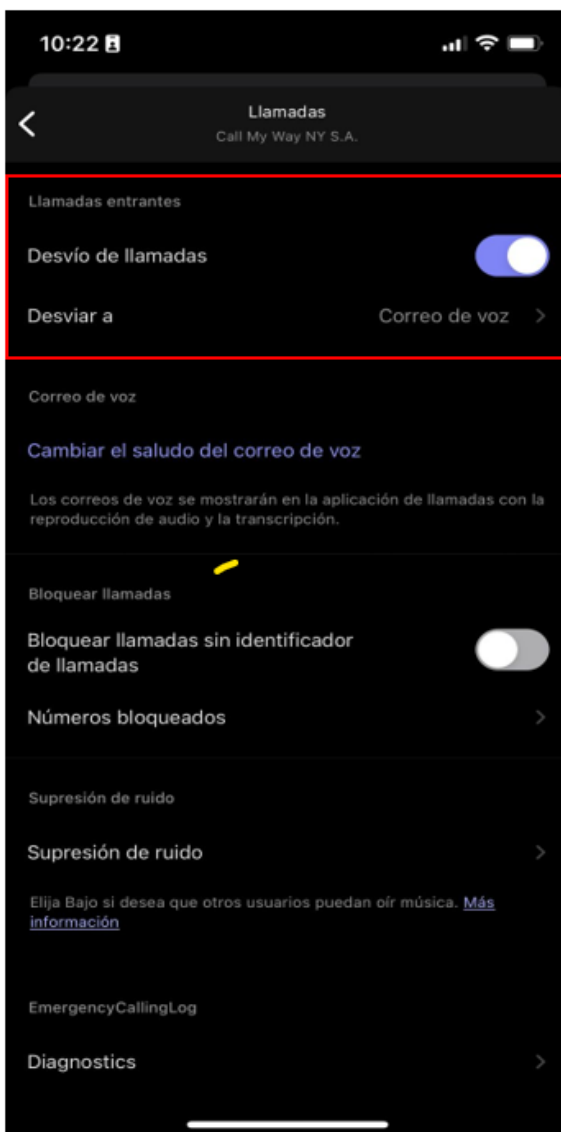 10:22
Llamadas
Call My Way NY S.A.
Llamadas entrantes
Desvío de llamadas
Desviar a Correo de voz
Correo de voz
Cambiar el saludo del correo de voz
Los correos de voz se mostrarán en la aplicación de llamadas con la
reproducción de audio y la transcripción.
Bloquear llamadas
Bloquear llamadas sin identificador
de llamadas
Números bloqueados
Supresión de ruido
Supresión de ruido
Elija Bajo si desea que otros usuarios puedan oír música. Más
información
EmergencyCallingLog
Diagnostics